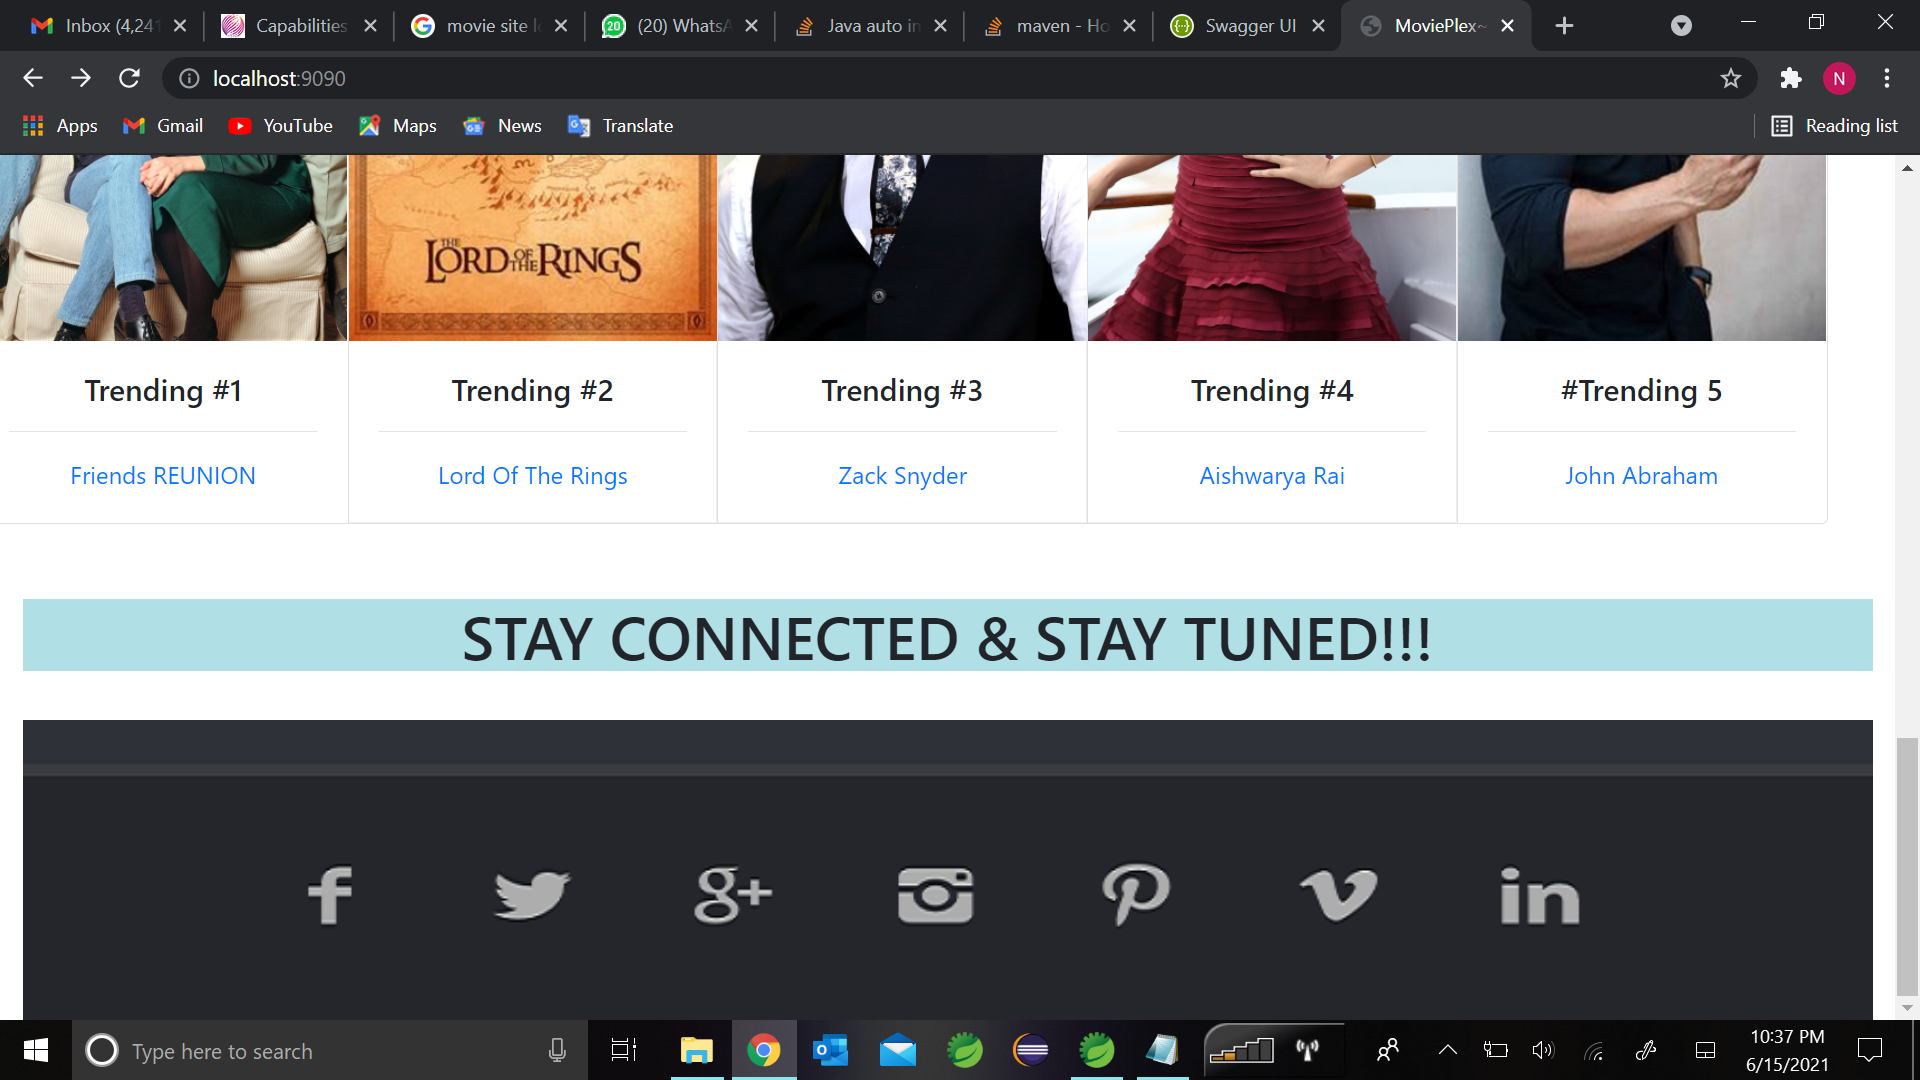 Inbox (4,241
Capabilities
movie site l
(20) WhatsA
Java auto in
maven - Ho
Swagger UI
MoviePlex~
localhost:9090
N
Apps
Gmail
YouTube
Maps
News
Translate
Reading list
THE LORD OF THE RINGS
Trending #1
Trending #2
Trending #3
Trending #4
#Trending 5
Friends REUNION
Lord Of The Rings
Zack Snyder
Aishwarya Rai
John Abraham
STAY CONNECTED & STAY TUNED!!!
Type here to search
10:37 PM
6/15/2021